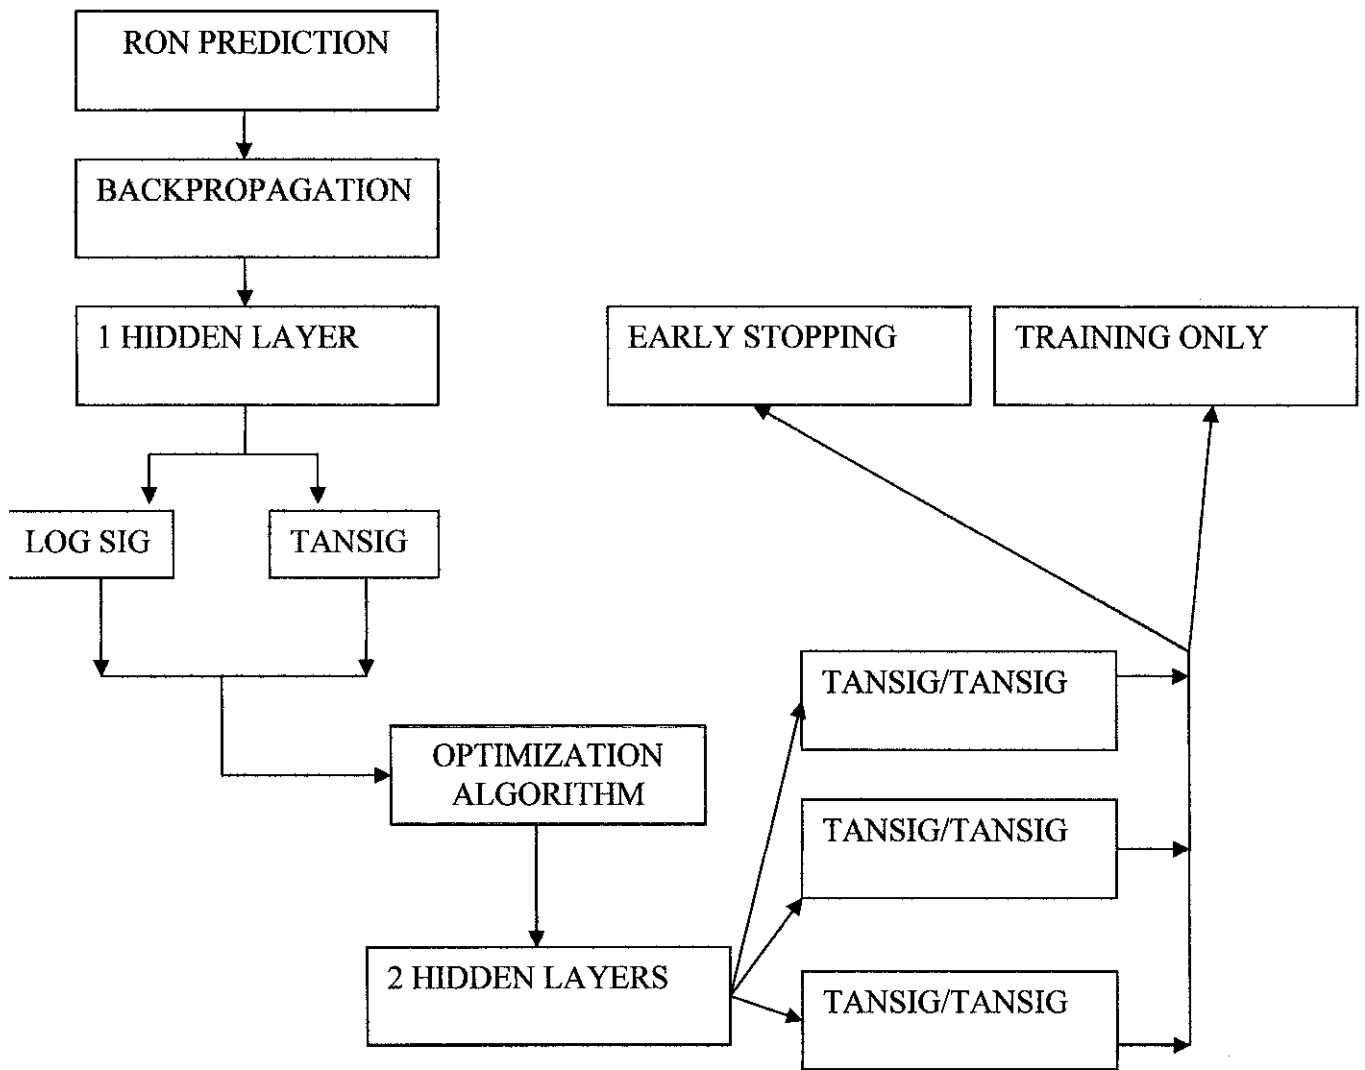 RON PREDICTION
BACKPROPAGATION
1 HIDDEN LAYER
EARLY STOPPING
TRAINING ONLY
LOG SIG
TANSIG
TANSIG/TANSIG
OPTIMIZATION
ALGORITHM
TANSIG/TANSIG
2 HIDDEN LAYERS
TANSIG/TANSIG